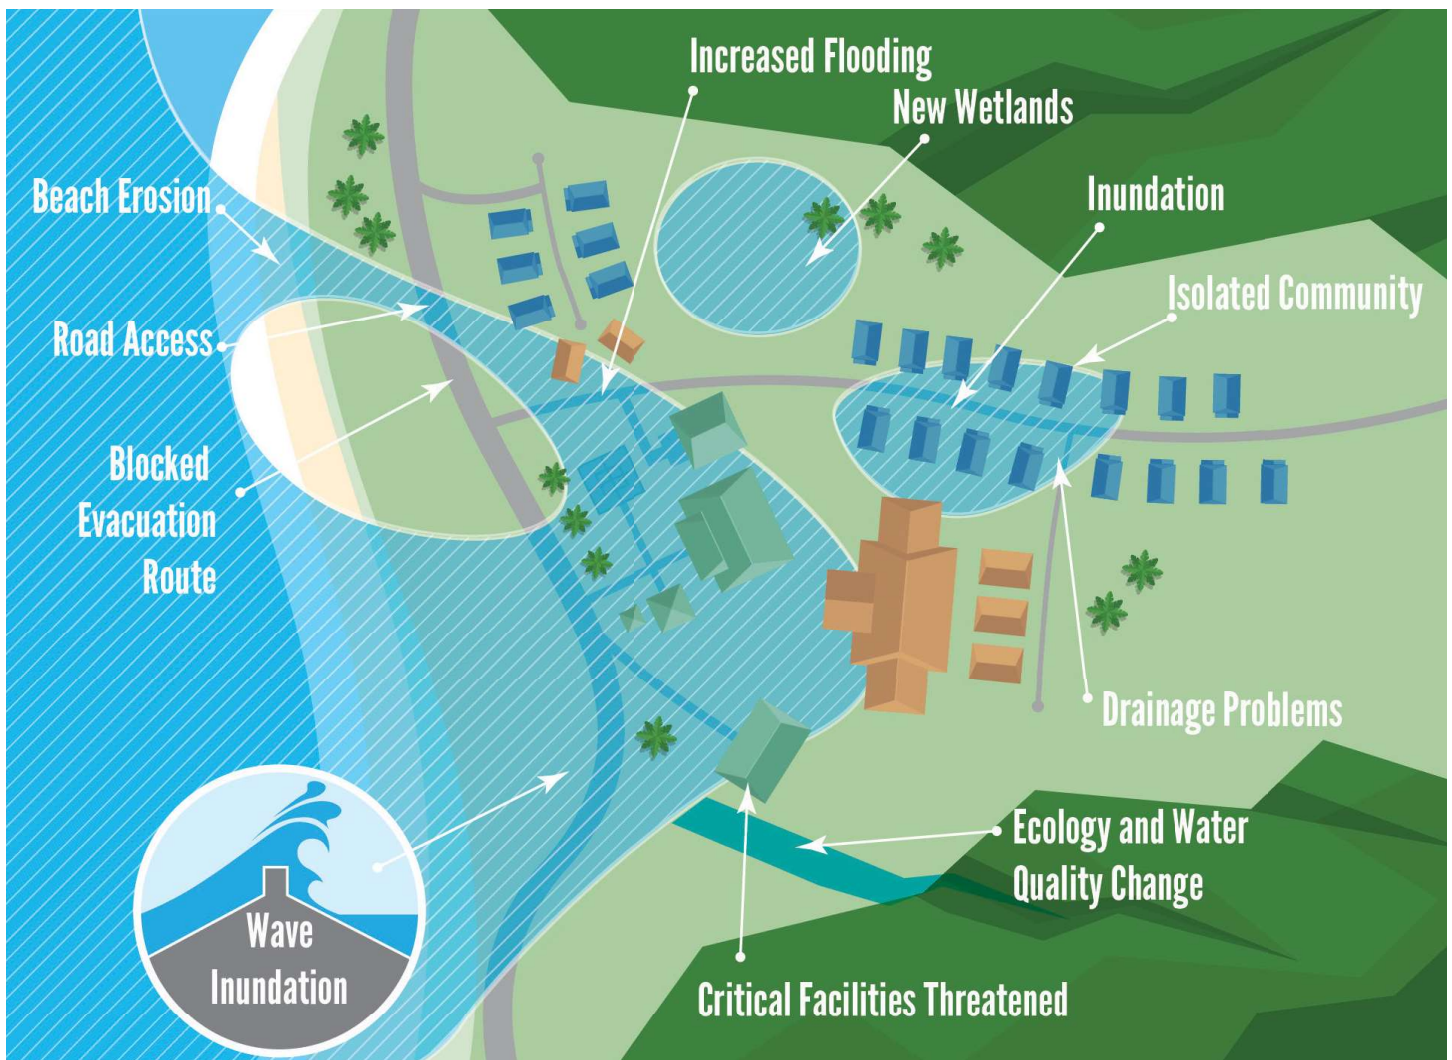 Increased Flooding
New Wetlands
Beach Erosion
Inundation
Isolated Community
Road Access
Blocked
Evacuation
Route
Drainage Problems
Ecology and Water
Quality Change
Wave
Inundation
Critical Facilities Threatened